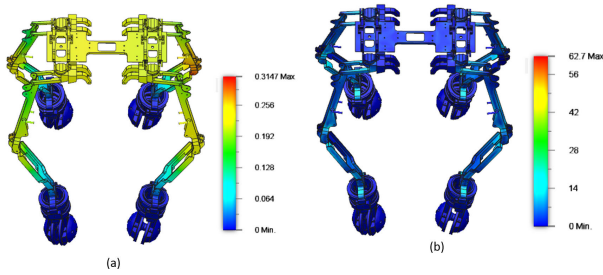 0.3147 Max
0.256
0.192
0.128
0.064
0 Min.
(a)
62.7 Max
56
42
28
14
0 Min.
(b)